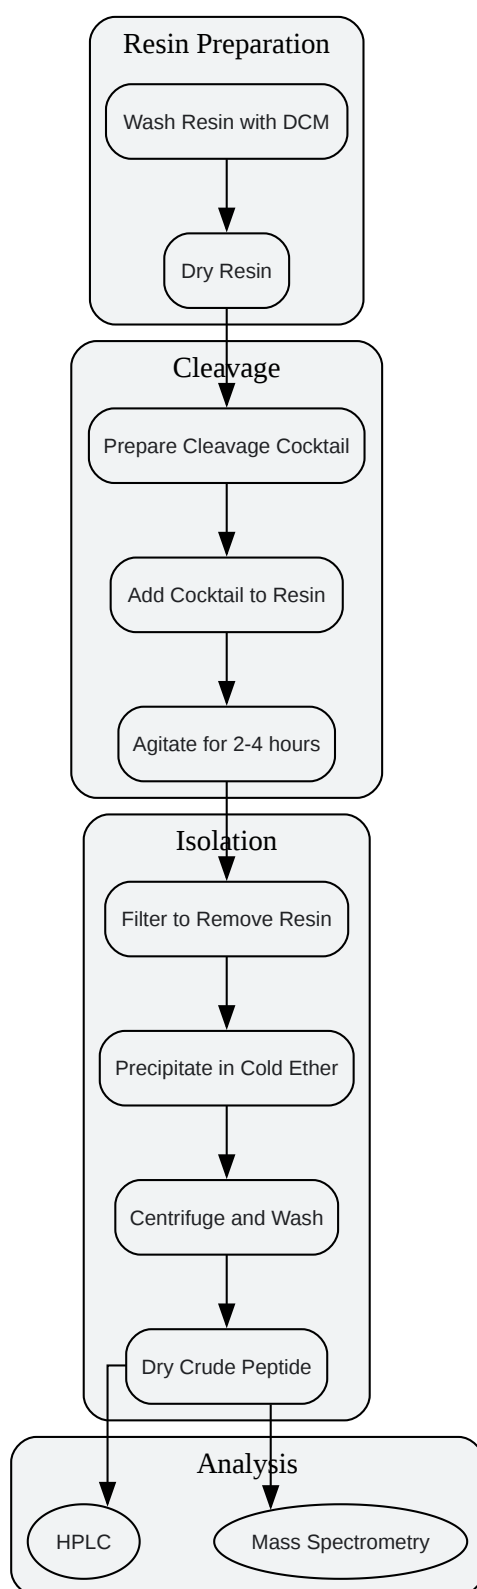 Resin Preparation
Wash Resin with DCM
Dry Resin
Cleavage
Prepare Cleavage Cocktail
Add Cocktail to Resin
Agitate for 2-4 hours
Isolation
Filter to Remove Resin
Precipitate in Cold Ether
Centrifuge and Wash
Dry Crude Peptide
Analysis
HPLC
Mass Spectrometry